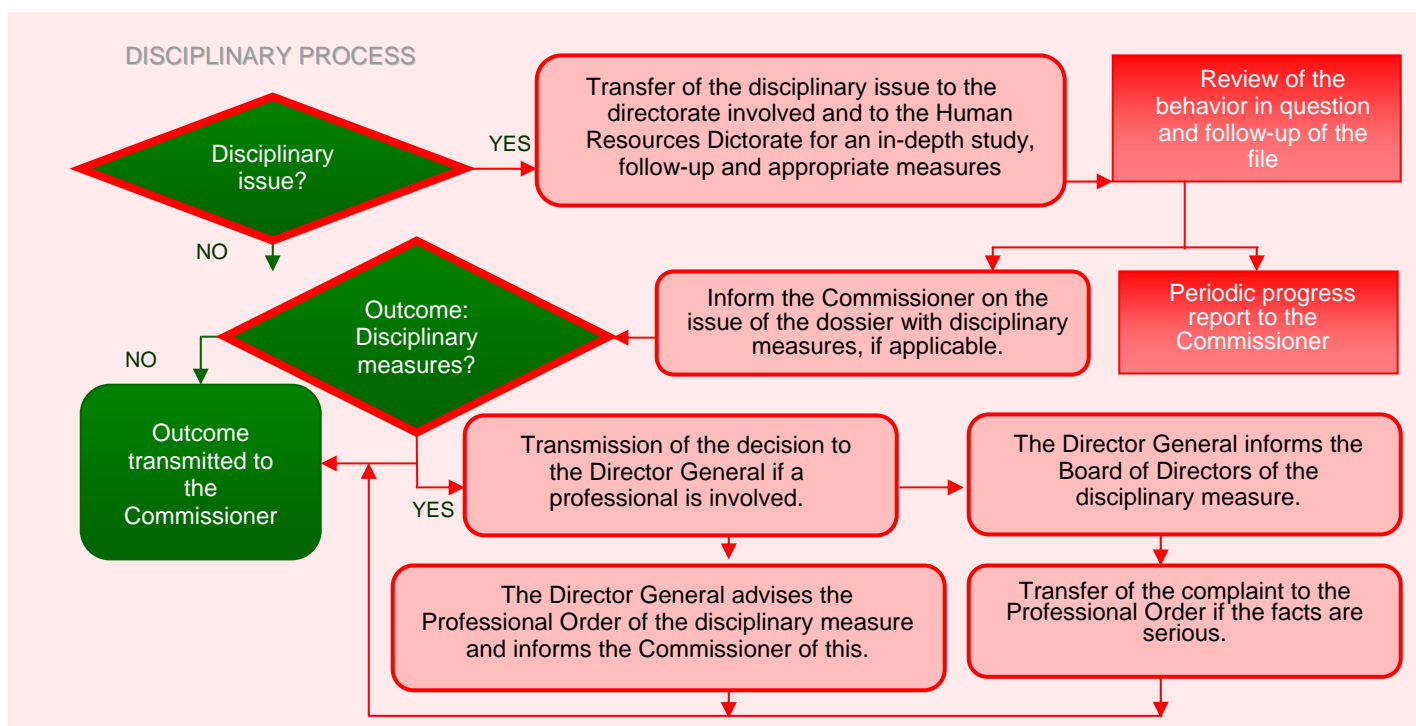 DISCIPLINARY PROCESS
Disciplinary
issue?
YES
Transfer of the disciplinary issue to the
directorate involved and to the Human
Resources Dictorate for an in-depth study,
follow-up and appropriate measures
Review of the
behavior in question
and follow-up of the
file
NO
Outcome:
Disciplinary
measures?
Inform the Commissioner on the
issue of the dossier with disciplinary
measures, if applicable.
Periodic progress
report to the
Commissioner
NO
Outcome
transmitted to
the
Commissioner
YES
Transmission of the decision to
the Director General if a
professional is involved.
The Director General informs the
Board of Directors of the
disciplinary measure.
The Director General advises the
Professional Order of the disciplinary measure
and informs the Commissioner of this.
Transfer of the complaint to the
Professional Order if the facts are
serious.